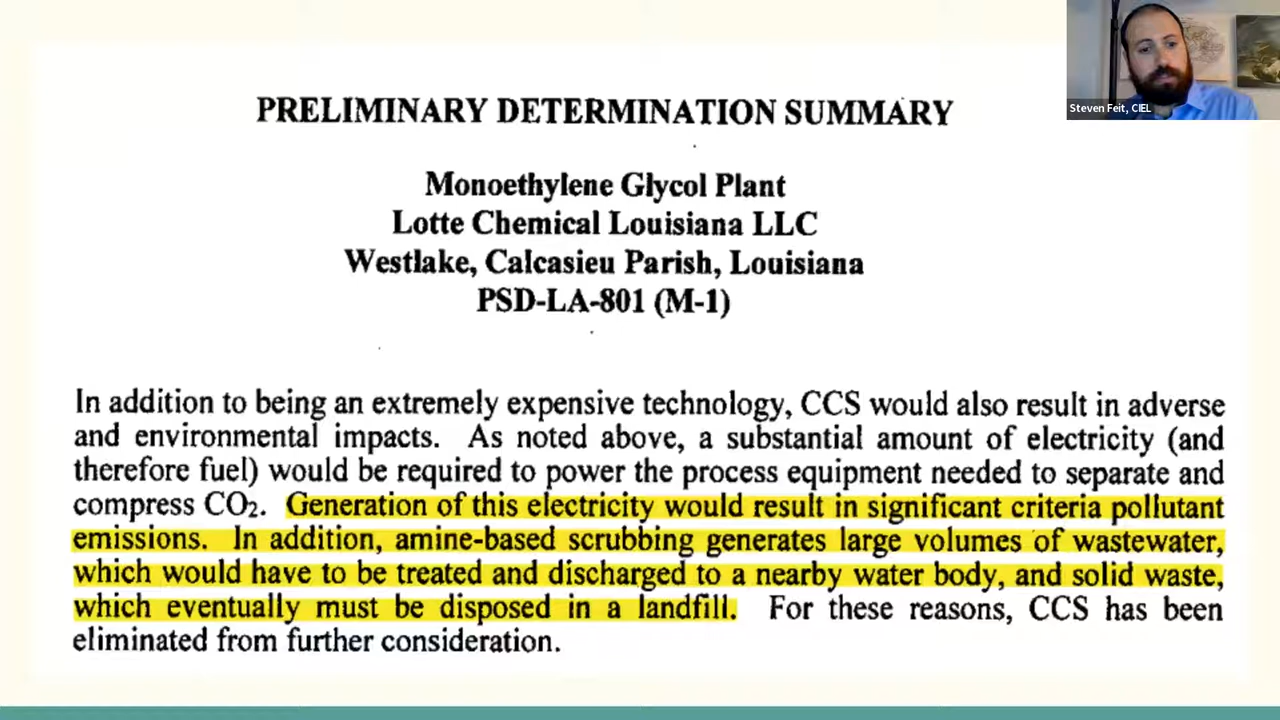 PRELIMINARY DETERMINATION SUMMARY
Steven Feit, CIEL
Monoethylene Glycol Plant
Lotte Chemical Louisiana LLC
Westlake, Calcasieu Parish, Louisiana
PSD-LA-801 (M-1)
In addition to being an extremely expensive technology, CCS would also result in adverse
and environmental impacts. As noted above, a substantial amount of electricity (and
therefore fuel) would be required to power the process equipment needed to separate and
compress CO2. Generation of this electricity would result in significant criteria pollutant
emissions. In addition, amine-based scrubbing generates large volumes of wastewater,
which would have to be treated and discharged to a nearby water body, and solid waste,
which eventually must be disposed in a landfill. For these reasons, CCS has been
eliminated from further consideration.